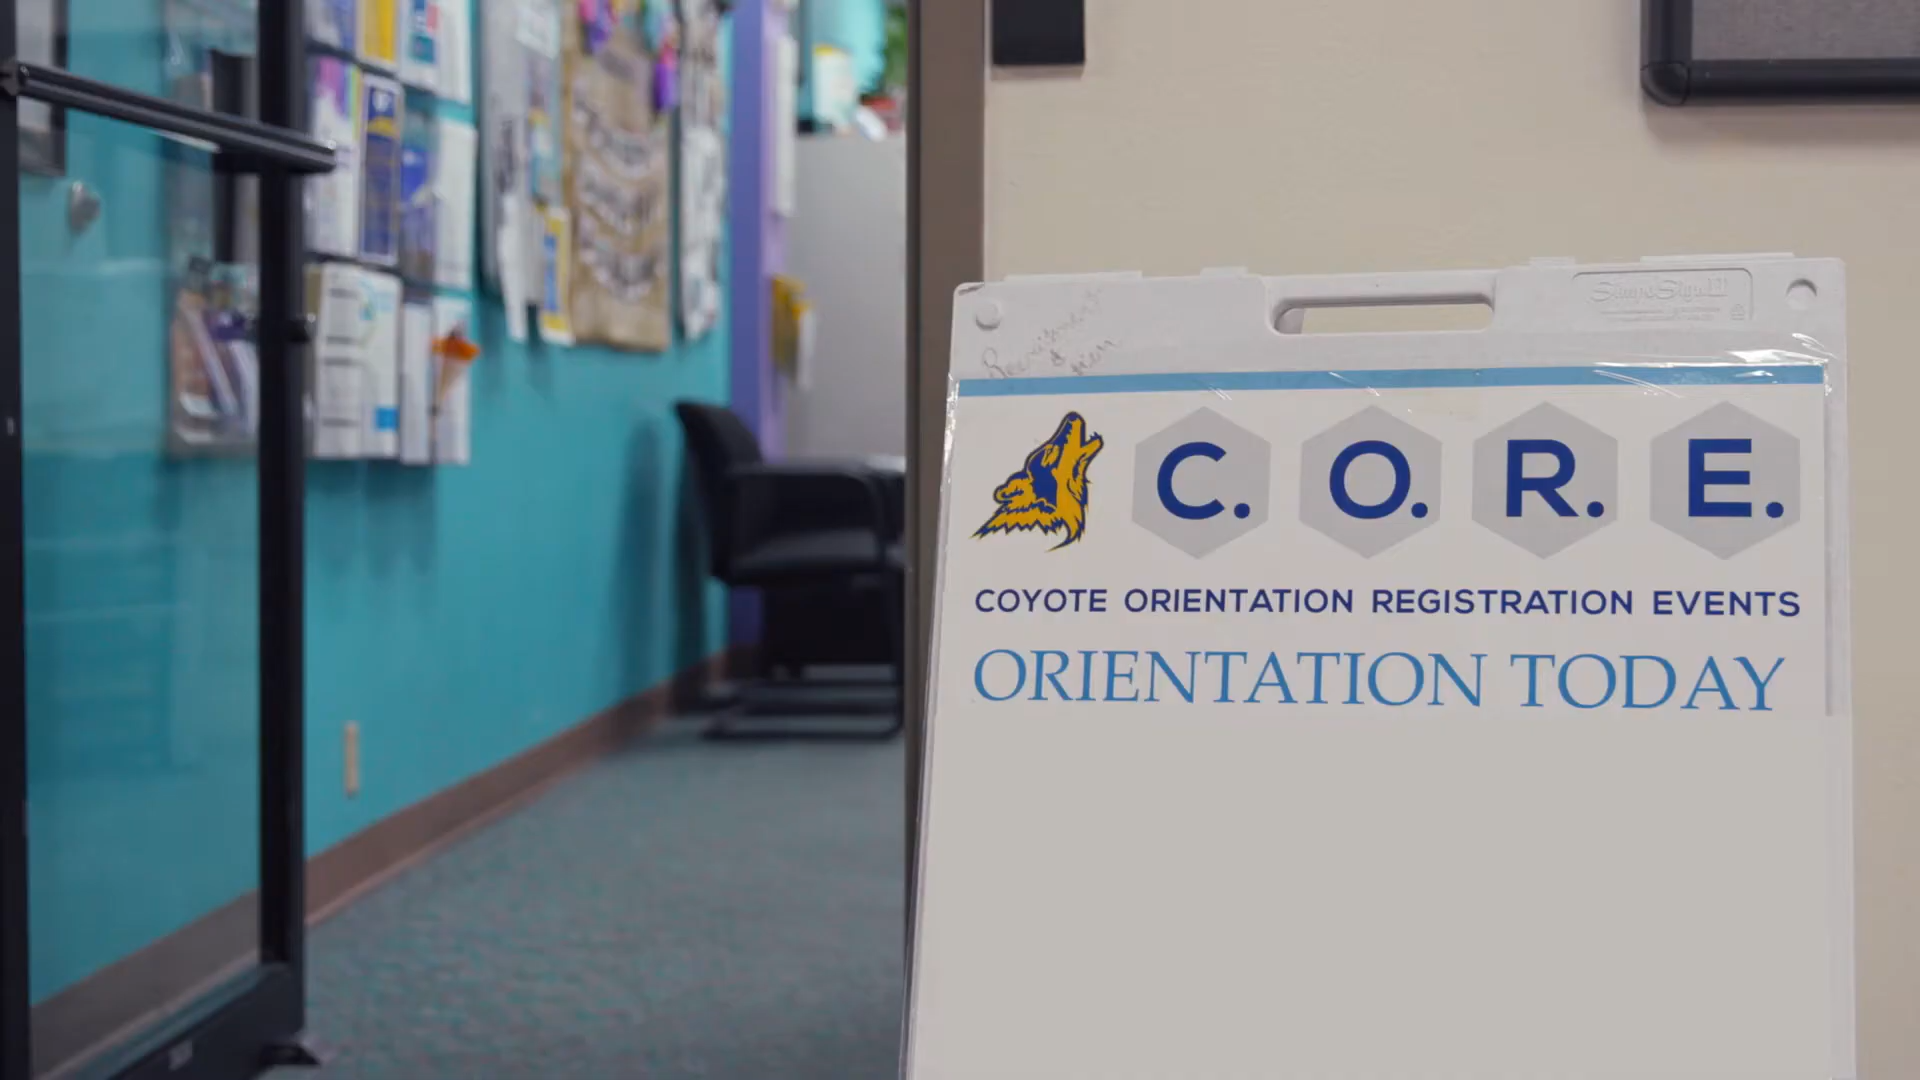 C. O. R. E.
COYOTE ORIENTATION REGISTRATION EVENTS
ORIENTATION TODAY